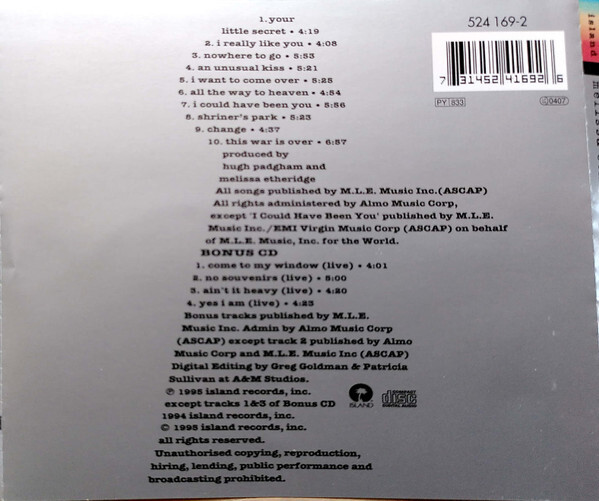 1. your
little secret • 4:19
2. i really like you • 4:08
3. nowhere to go • 5:53
4. an unusual kiss • 5:21
5. i want to come over • 5:25
6. all the way to heaven • 4:54
7. i could have been you • 5:56
8. shriner's park • 5:23
9. change • 4:37
10. this war is over • 6:57
produced by
hugh padgham and
melissa etheridge
All songs published by M.L.E. Music Inc.(ASCAP)
All rights administered by Almo Music Corp,
except 'I Could Have Been You' published by M.L.E.
Music Inc./EMI Virgin Music Corp (ASCAP) on behalf
of M.L.E. Music, Inc. for the World.
BONUS CD
1. come to my window (live) • 4:01
2. no souvenirs (live) • 5:00
3. ain't it heavy (live) • 4:20
4. yes i am (live) • 4:23
Bonus tracks published by M.L.E.
Music Inc. Admin by Almo Music Corp
(ASCAP) except track 2 published by Almo
Music Corp and M.L.E. Music Inc (ASCAP)
Digital Editing by Greg Goldman & Patricia
Sullivan at A&M Studios.
℗ 1995 island records, inc.
except tracks 1&3 of Bonus CD
1994 island records, inc.
© 1995 island records, inc.
all rights reserved.
Unauthorised copying, reproduction,
hiring, lending, public performance and
broadcasting prohibited.
ISLAND
COMPACT
disc
DIGITAL AUDIO
524 169-2
7 31452 41692 6
PY 833
0407
island